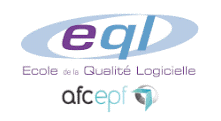 eql
Ecole de la Qualité Logicielle
afcepf